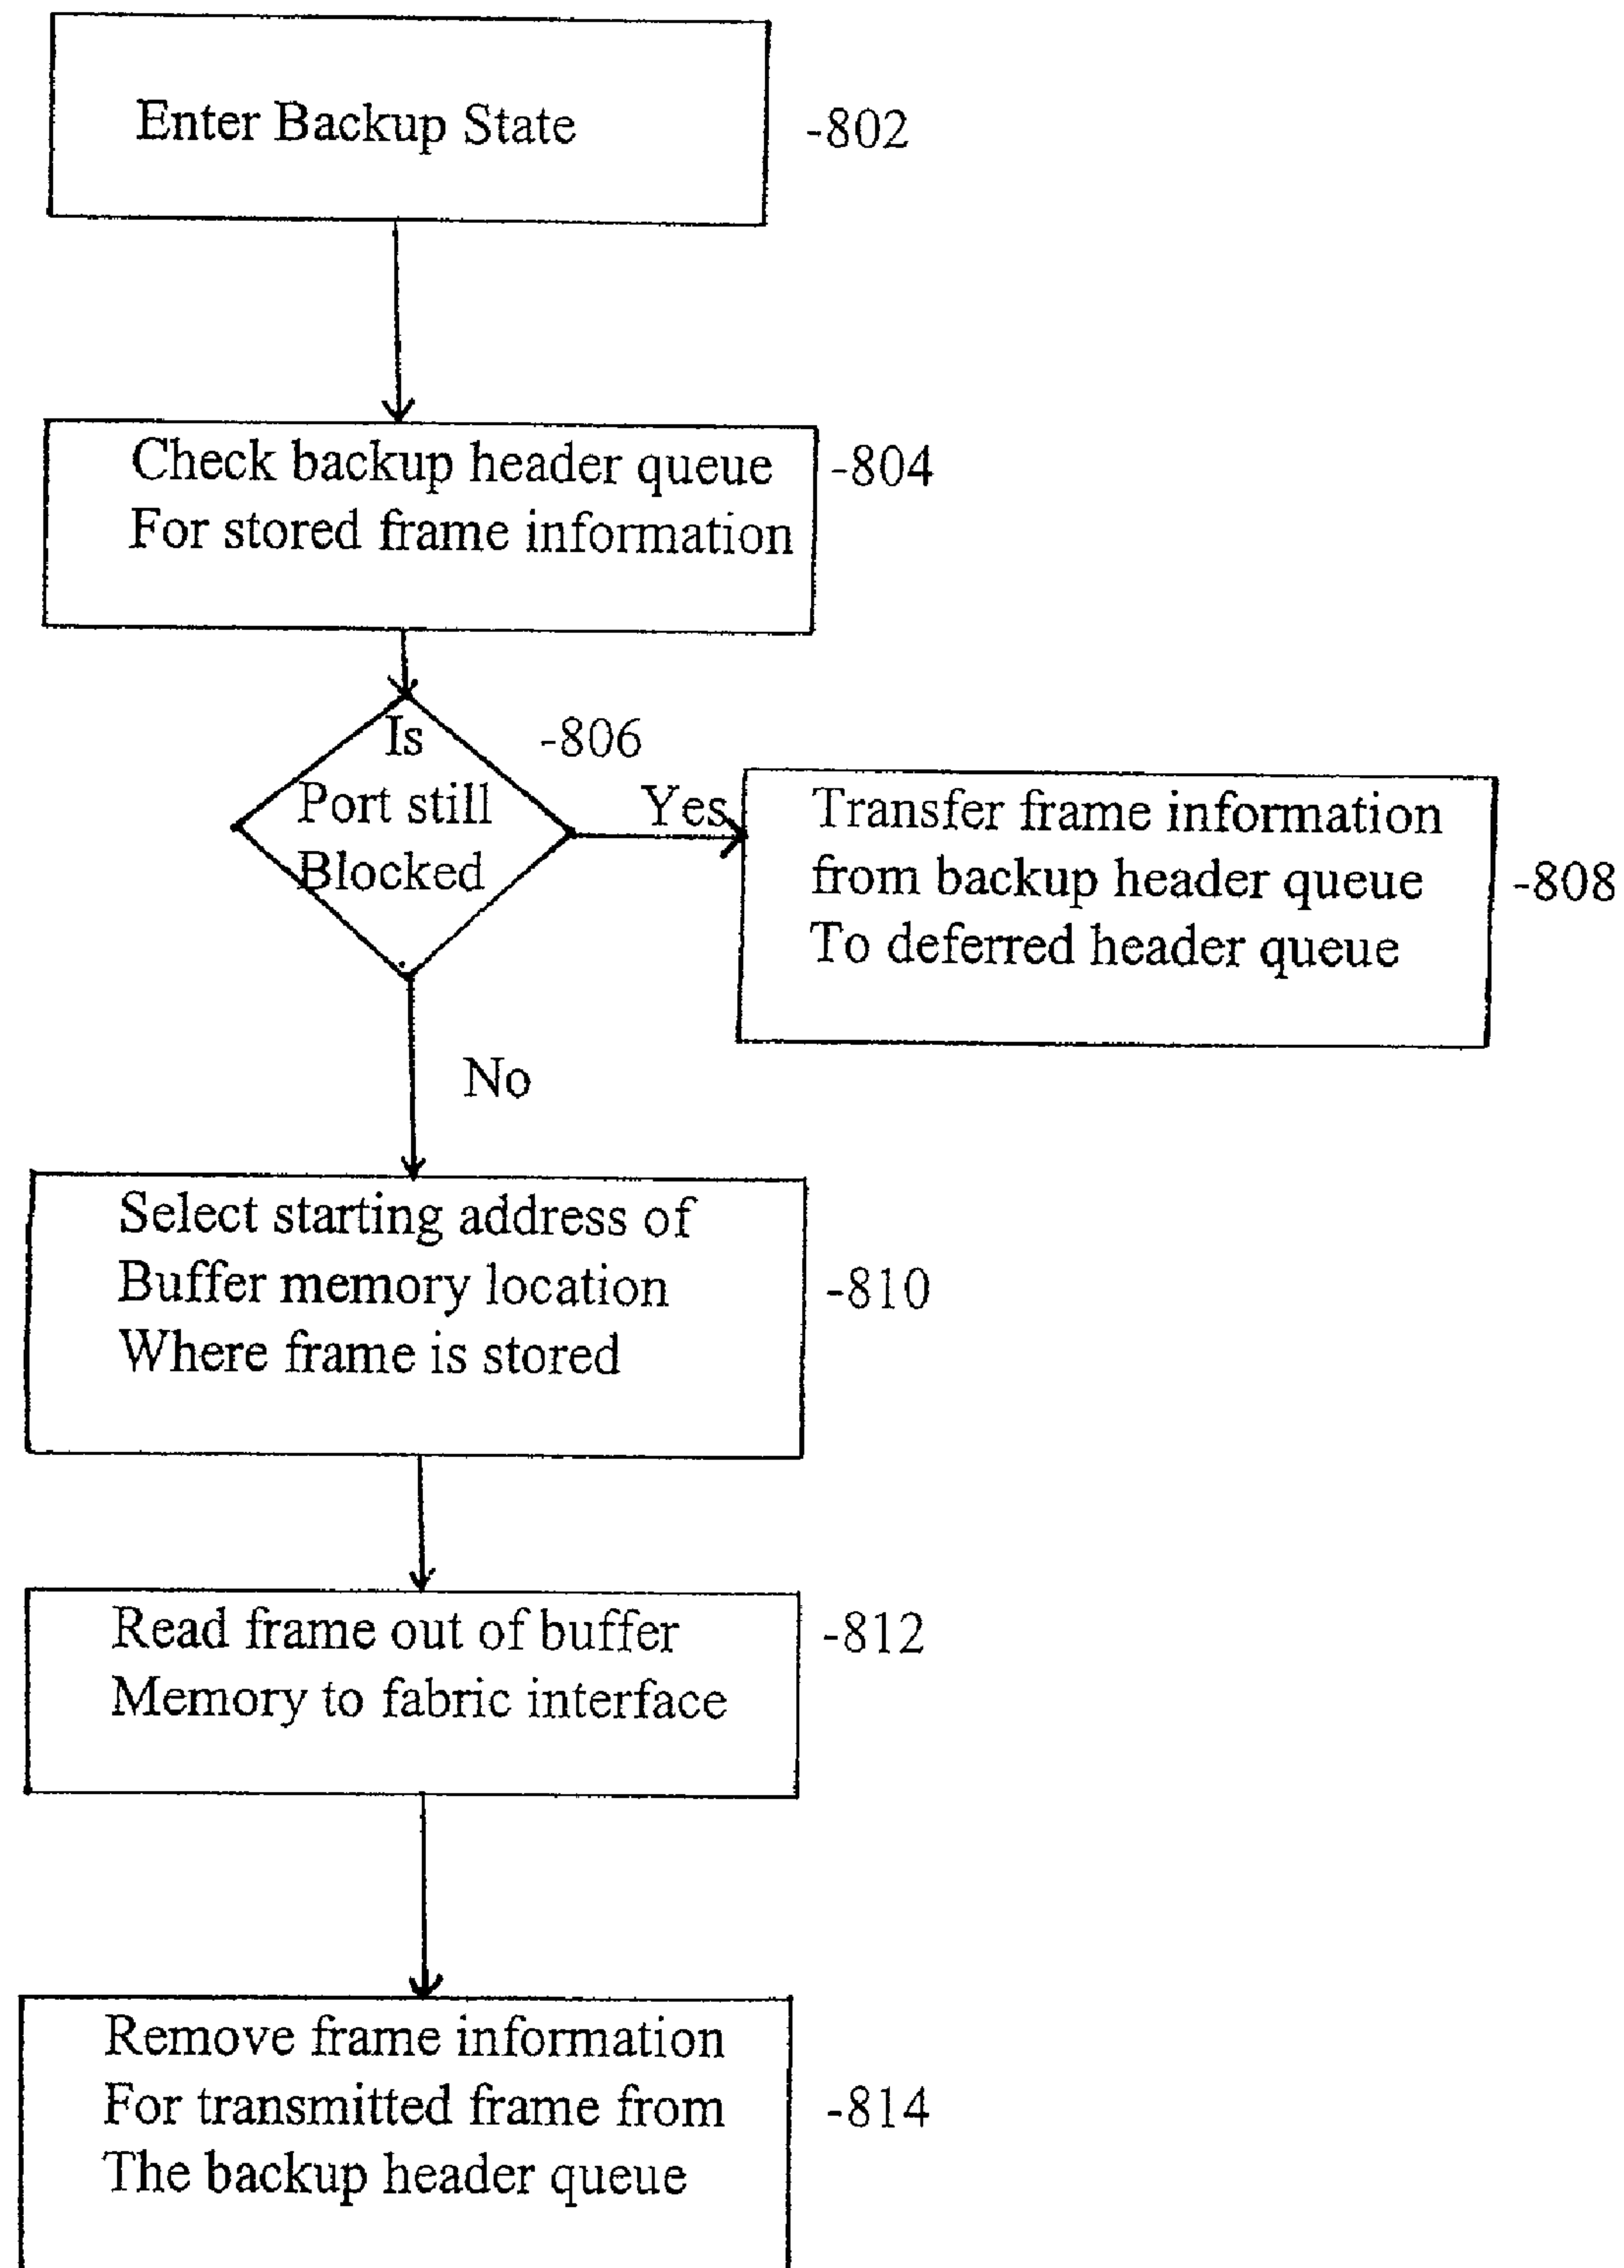 Enter Backup State
-802
Check backup header queue
-804
For stored frame information
Is
-806
Port still
Yes
Blocked
Transfer frame information
from backup header queue
-808
To deferred header queue
No
Select starting address of
Buffer memory location
-810
Where frame is stored
Read frame out of buffer
-812
Memory to fabric interface
Remove frame information
For transmitted frame from
-814
The backup header queue